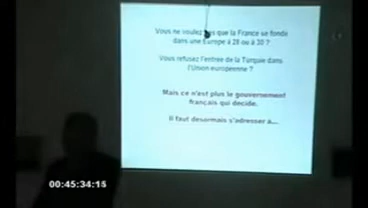 Vous ne voulez pas que la France se fonde
dans une Europe à 28 ou à 30 ?
Vous refusez l'entrée de la Turquie dans
l'Union européenne ?
Mais ce n'est plus le gouvernement
français qui décide.
Il faut désormais s'adresser à...
00:45:34:15